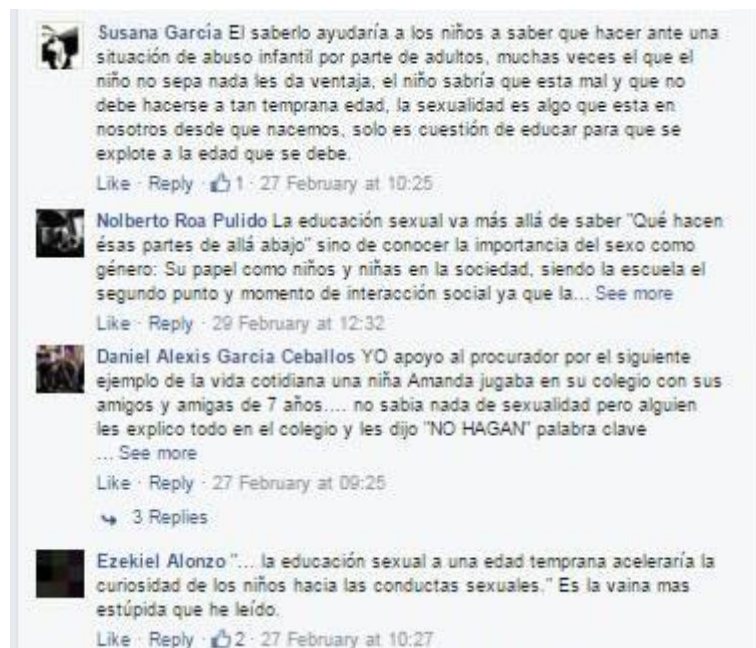 Susana García El saberlo ayudaría a los niños a saber que hacer ante una
situación de abuso infantil por parte de adultos, muchas veces el que el
niño no sepa nada les da ventaja, el niño sabría que esta mal y que no
debe hacerse a tan temprana edad, la sexualidad es algo que esta en
nosotros desde que nacemos, solo es cuestión de educar para que se
explote a la edad que se debe.
Like · Reply · 1 · 27 February at 10:25
Nolberto Roa Pulido La educación sexual va más allá de saber "Qué hacen
ésas partes de allá abajo" sino de conocer la importancia del sexo como
género: Su papel como niños y niñas en la sociedad, siendo la escuela el
segundo punto y momento de interacción social ya que la... See more
Like · Reply · 29 February at 12:32
Daniel Alexis Garcia Ceballos YO apoyo al procurador por el siguiente
ejemplo de la vida cotidiana una niña Amanda jugaba en su colegio con sus
amigos y amigas de 7 años.... no sabia nada de sexualidad pero alguien
les explico todo en el colegio y les dijo "NO HAGAN" palabra clave
... See more
Like · Reply · 27 February at 09:25
3 Replies
Ezekiel Alonzo "... la educación sexual a una edad temprana aceleraría la
curiosidad de los niños hacia las conductas sexuales." Es la vaina mas
estúpida que he leído.
Like · Reply · 2 · 27 February at 10:27